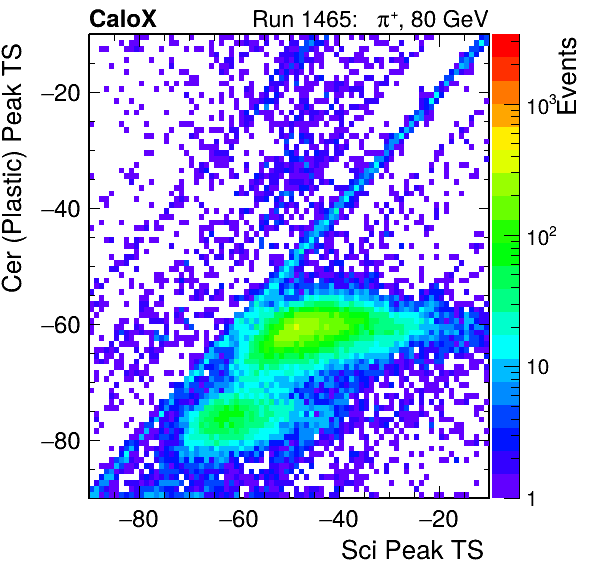 CaloX Run 1465: π⁺, 80 GeV
Cer (Plastic) Peak TS
−20
−40
−60
−80
−80 −60 −40 −20
Sci Peak TS
Events
10³
10²
10
1